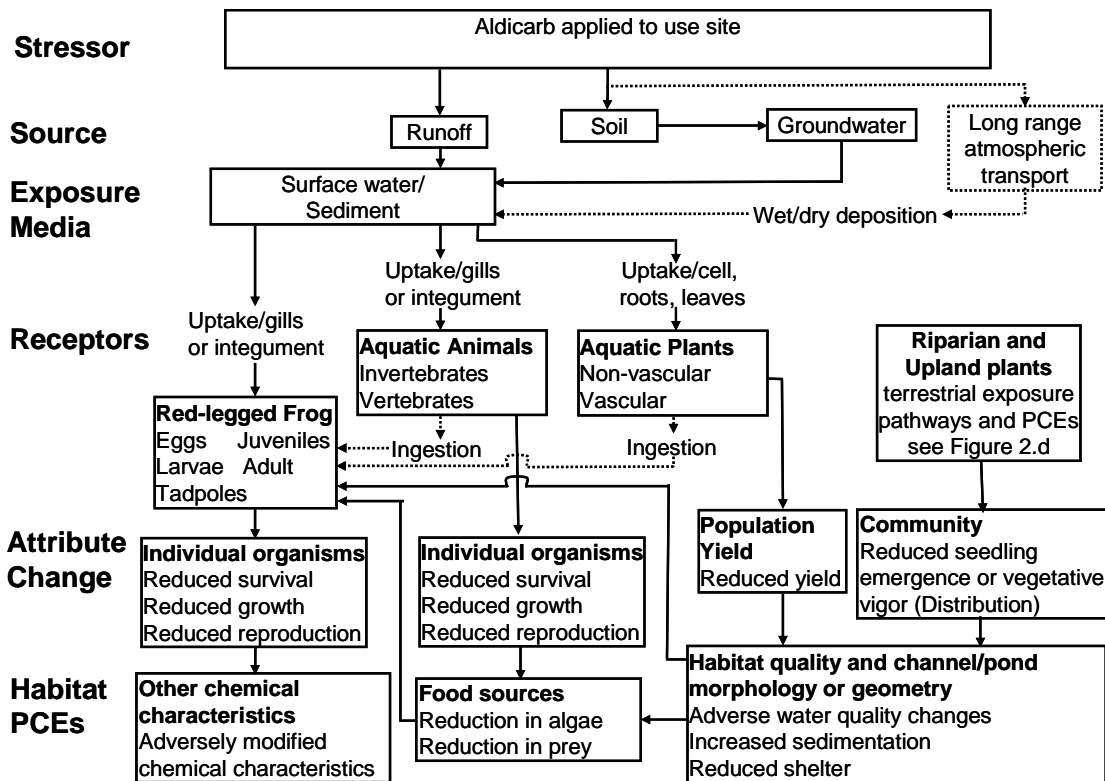 Stressor
Aldicarb applied to use site
Source
Runoff
Soil
Groundwater
Long range
atmospheric
transport
Exposure
Media
Surface water/
Sediment
Wet/dry deposition
Uptake/gills
or integument
Uptake/cell,
roots, leaves
Receptors
Uptake/gills
or integument
Aquatic Animals
Invertebrates
Vertebrates
Aquatic Plants
Non-vascular
Vascular
Riparian and
Upland plants
terrestrial exposure
pathways and PCEs
see Figure 2.d
Red-legged Frog
Eggs Juveniles
Larvae Adult
Tadpoles
Ingestion
Ingestion
Attribute
Change
Individual organisms
Reduced survival
Reduced growth
Reduced reproduction
Individual organisms
Reduced survival
Reduced growth
Reduced reproduction
Population
Yield
Reduced yield
Community
Reduced seedling
emergence or vegetative
vigor (Distribution)
Habitat
PCEs
Other chemical
characteristics
Adversely modified
chemical characteristics
Food sources
Reduction in algae
Reduction in prey
Habitat quality and channel/pond
morphology or geometry
Adverse water quality changes
Increased sedimentation
Reduced shelter